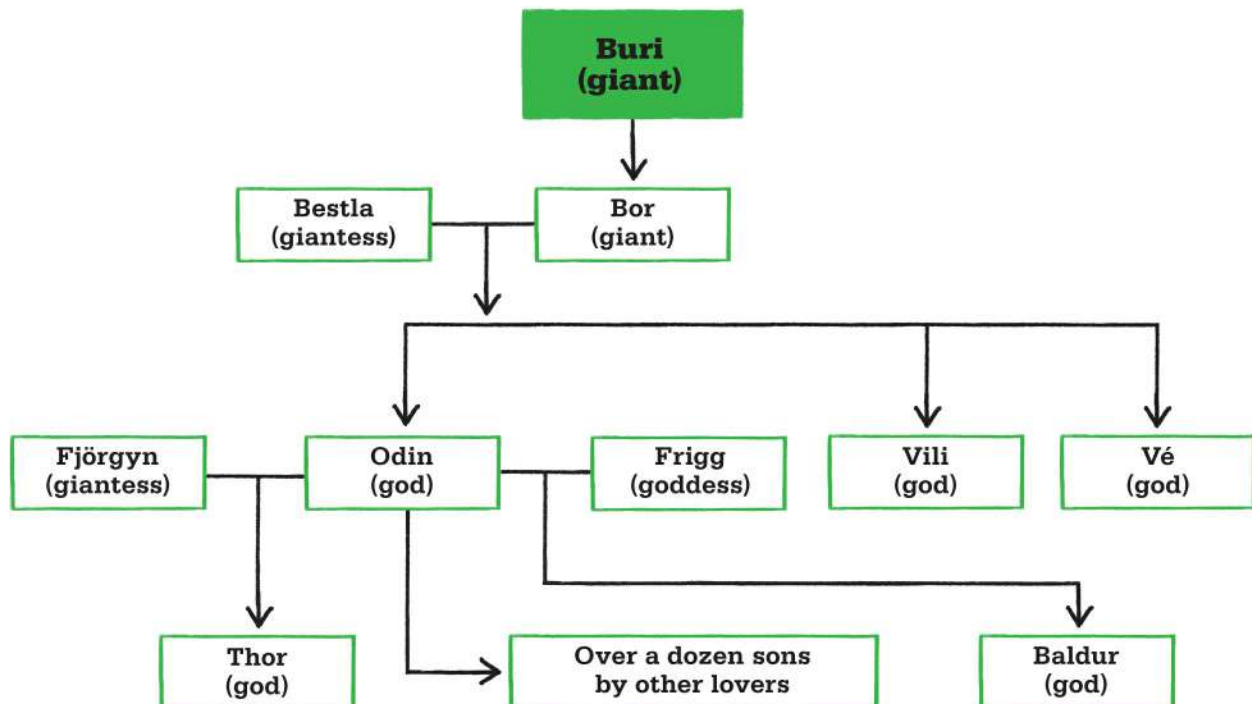 Buri
(giant)
Bestla
(giantess)
Bor
(giant)
Fjörgyn
(giantess)
Odin
(god)
Frigg
(goddess)
Vili
(god)
Vé
(god)
Thor
(god)
Over a dozen sons
by other lovers
Baldur
(god)